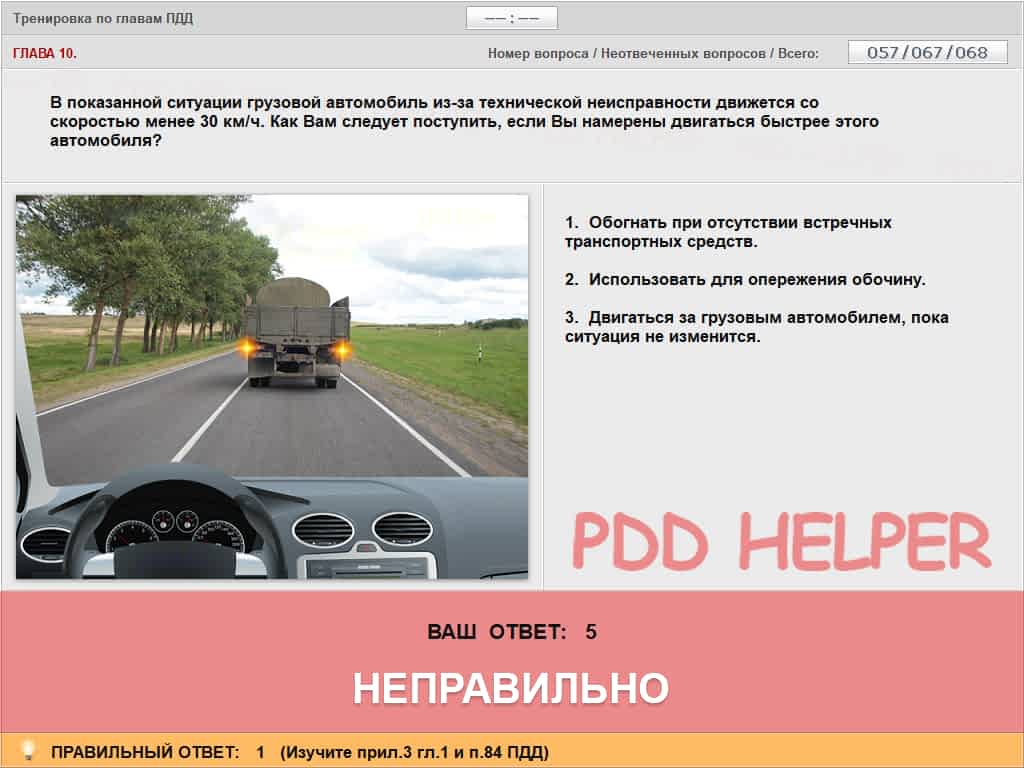 Тренировка по главам ПДД
—— : ——
ГЛАВА 10.
Номер вопроса / Неотвеченных вопросов / Всего:
057/067/068
В показанной ситуации грузовой автомобиль из-за технической неисправности движется со
скоростью менее 30 км/ч. Как Вам следует поступить, если Вы намерены двигаться быстрее этого
автомобиля?
1. Обогнать при отсутствии встречных
транспортных средств.
2. Использовать для опережения обочину.
3. Двигаться за грузовым автомобилем, пока
ситуация не изменится.
PDD HELPER
ВАШ ОТВЕТ: 5
НЕПРАВИЛЬНО
ПРАВИЛЬНЫЙ ОТВЕТ: 1 (Изучите прил.3 гл.1 и п.84 ПДД)